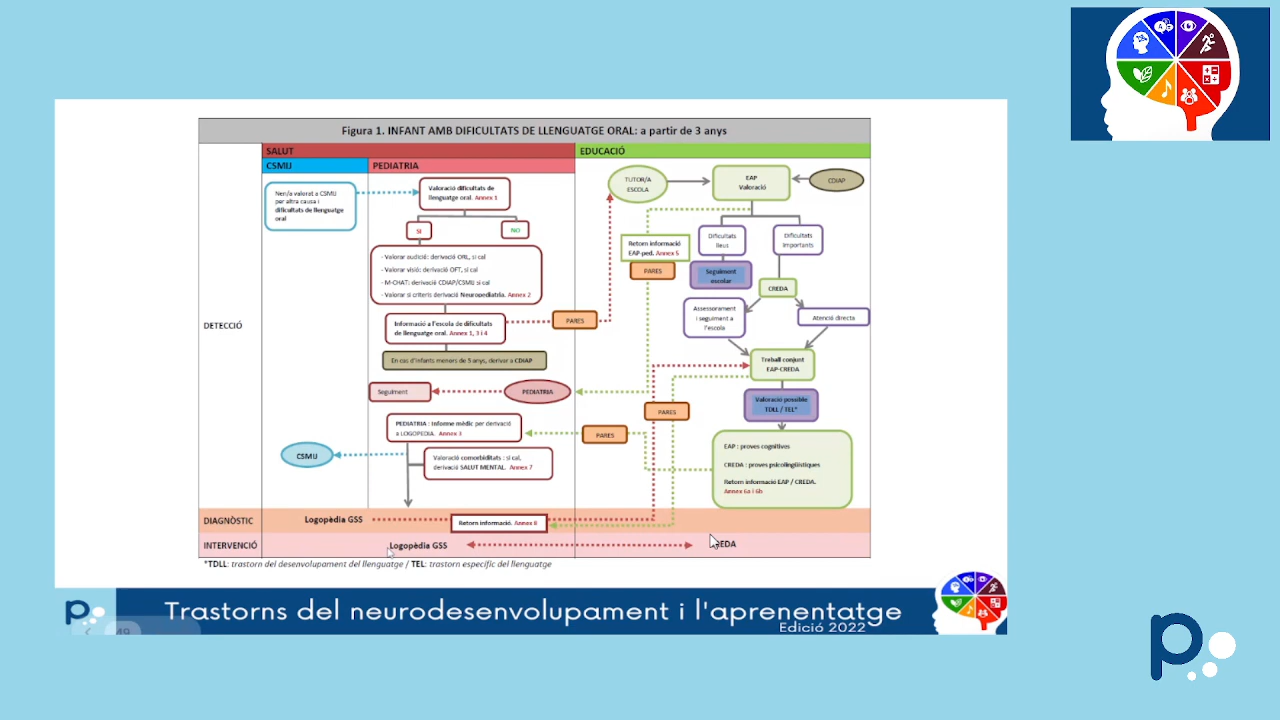 Figura 1. INFANT AMB DIFICULTATS DE LLENGUATGE ORAL: a partir de 3 anys
SALUT
EDUCACIÓ
CSMIJ
PEDIATRIA
DETECCIÓ
Nen/a valorat a CSMIJ
per altra causa i
dificultats de llenguatge
oral
Valoració dificultats de
llenguatge oral. Annex 1
SI
NO
- Valorar audició: derivació ORL, si cal
- Valorar visió: derivació OFT, si cal
- M-CHAT: derivació CDIAP/CSMIJ si cal
- Valorar si criteris derivació Neuropediatria. Annex 2
Informació a l'escola de dificultats
de llenguatge oral. Annex 1, 3 i 4
En cas d'infants menors de 5 anys, derivar a CDIAP
Seguiment
PEDIATRIA
PEDIATRIA : Informe mèdic per derivació
a LOGOPEDIA. Annex 3
CSMIJ
Valoració comorbiditats : si cal,
derivació SALUT MENTAL. Annex 7
PARES
PARES
TUTOR/A
ESCOLA
EAP
Valoració
CDIAP
Retorn informació
EAP-ped. Annex 5
PARES
Dificultats
lleus
Dificultats
importants
Seguiment
escolar
CREDA
Assessorament
i seguiment a
l'escola
Atenció directa
Treball conjunt
EAP-CREDA
PARES
Valoració possible
TDLL / TEL*
EAP : proves cognitives
CREDA : proves psicolingüístiques
Retorn informació EAP / CREDA.
Annex 6a i 6b
DIAGNÒSTIC
Logopèdia GSS
Retorn informació. Annex 8
INTERVENCIÓ
Logopèdia GSS
EDA
*TDLL: trastorn del desenvolupament del llenguatge / TEL: trastorn específic del llenguatge
Trastorns del neurodesenvolupament i l'aprenentatge
Edició 2022
49